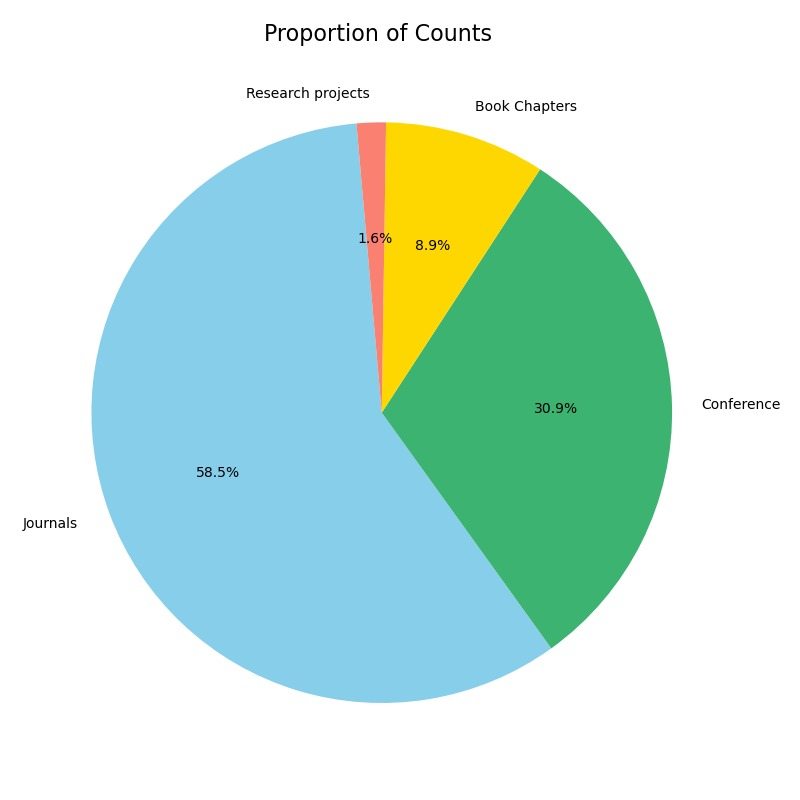 Proportion of Counts
Research projects
Book Chapters
1.6%
8.9%
Conference
30.9%
58.5%
Journals